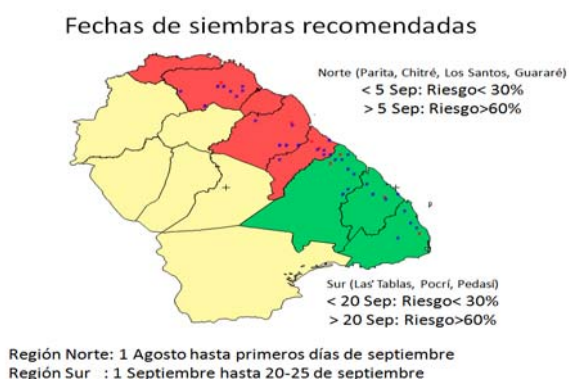 Fechas de siembras recomendadas
Norte (Parita, Chitré, Los Santos, Guararé)
< 5 Sep: Riesgo< 30%
> 5 Sep: Riesgo>60%
P
Sur (Las Tablas, Pocrí, Pedasí)
< 20 Sep: Riesgo< 30%
> 20 Sep: Riesgo>60%
Región Norte: 1 Agosto hasta primeros días de septiembre
Región Sur : 1 Septiembre hasta 20-25 de septiembre